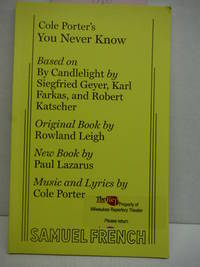 Cole Porter's
You Never Know
Based on
By Candlelight by
Siegfried Geyer, Karl
Farkas, and Robert
Katscher
Original Book by
Rowland Leigh
New Book by
Paul Lazarus
Music and Lyrics by
Cole Porter
The Rep
Property of
Milwaukee Repertory Theater
Please return
SAMUEL FRENCH